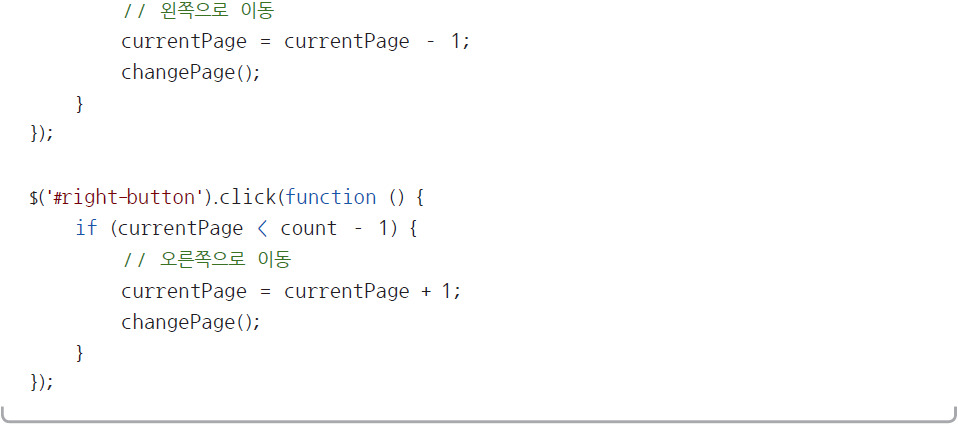 // 왼쪽으로 이동
currentPage = currentPage - 1;
changePage();
}
});
$('#right-button').click(function () {
if (currentPage < count - 1) {
// 오른쪽으로 이동
currentPage = currentPage + 1;
changePage();
}
});